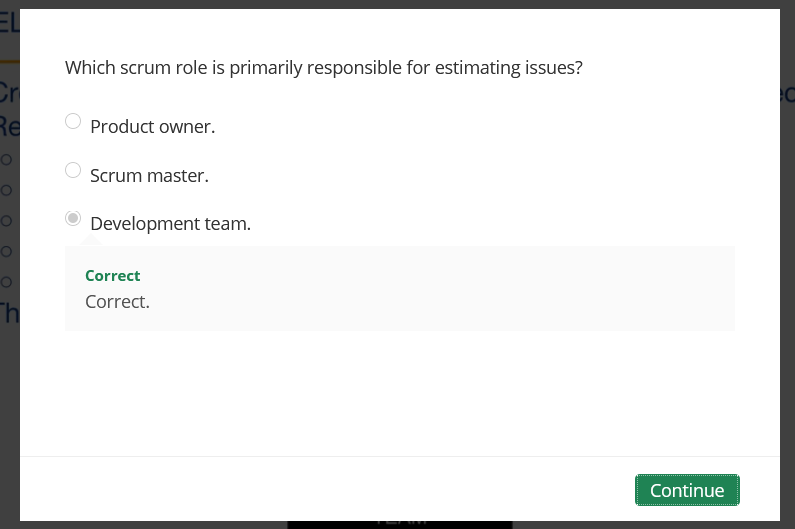 Which scrum role is primarily responsible for estimating issues?
Product owner.
Scrum master.
Development team.
Correct
Correct.
Continue